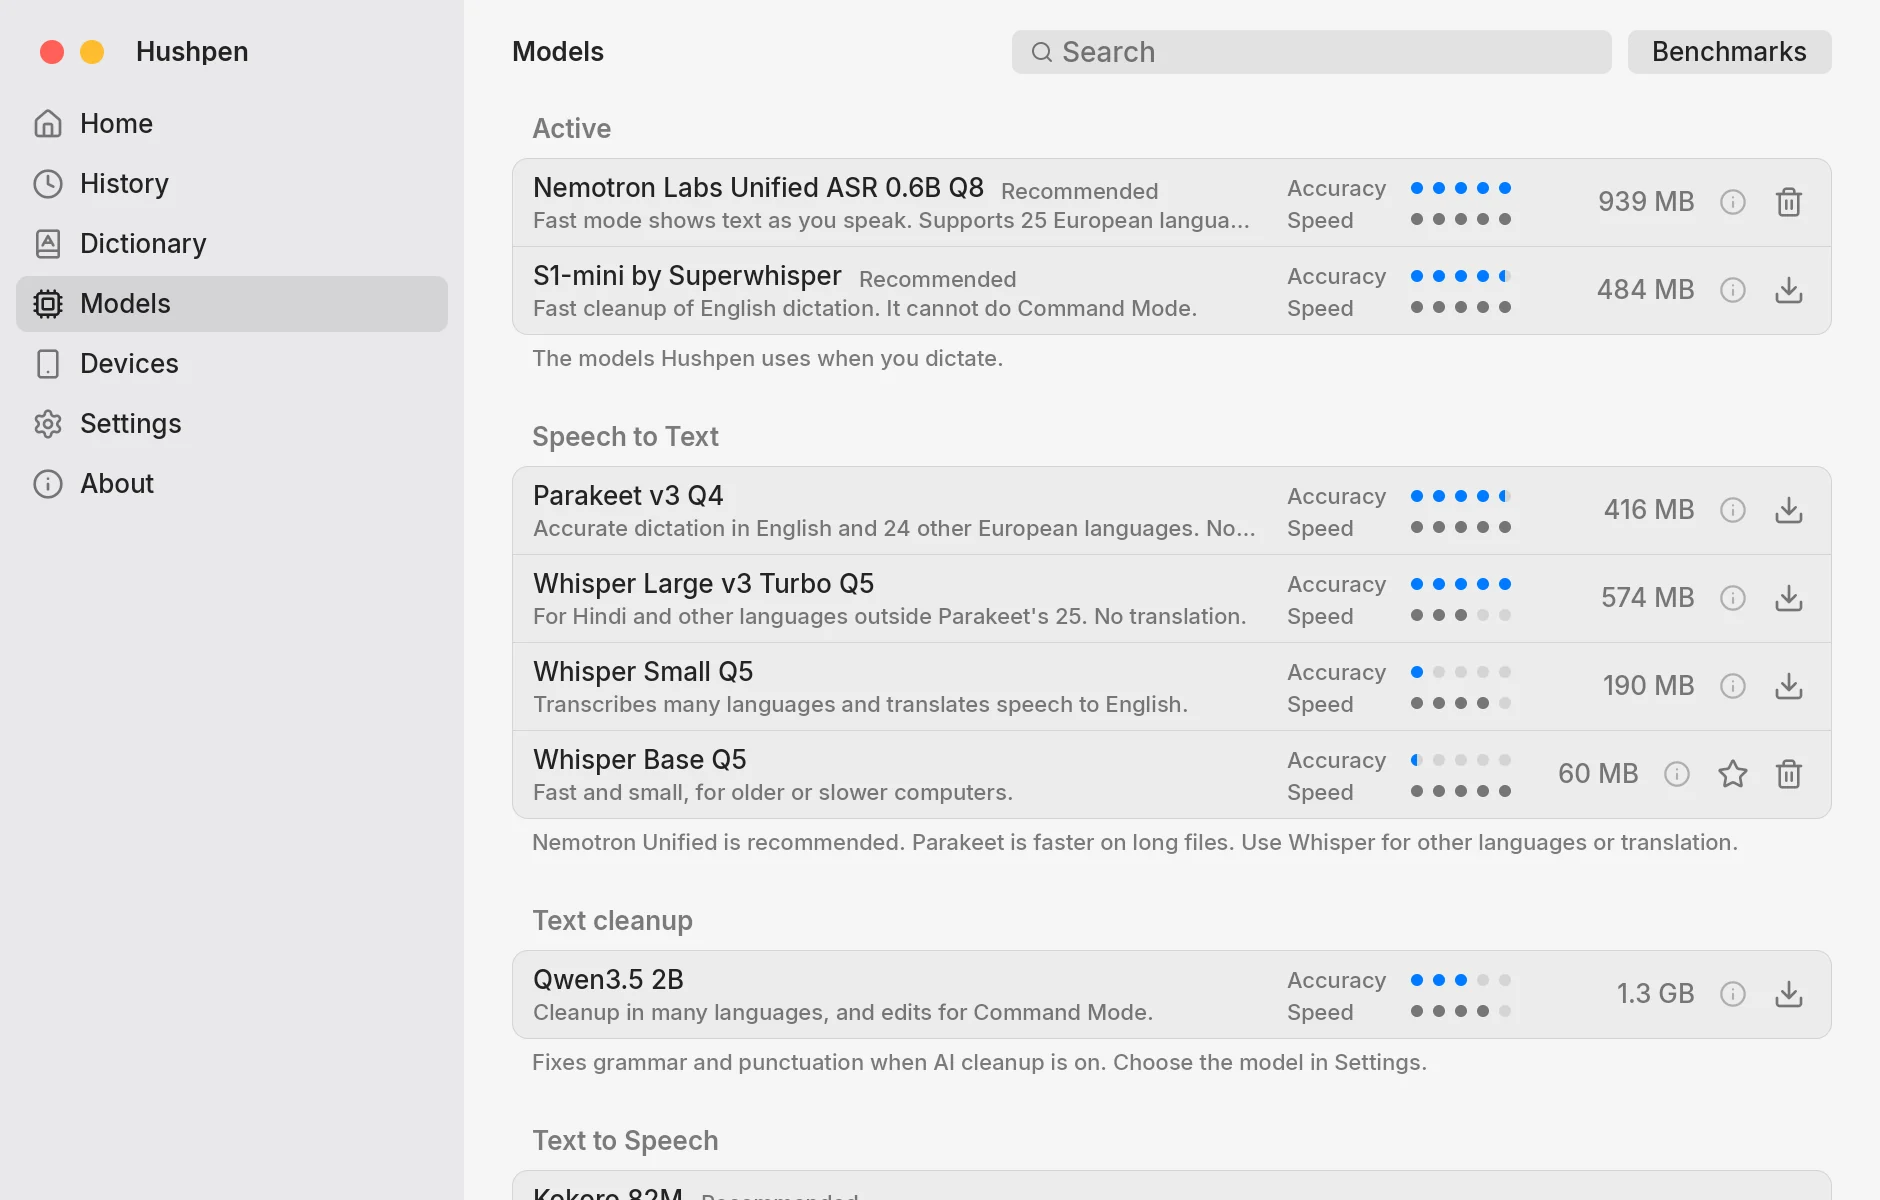 Hushpen
Home
History
Dictionary
Models
Devices
Settings
About
Models
Search
Benchmarks
Active
Nemotron Labs Unified ASR 0.6B Q8 Recommended
Fast mode shows text as you speak. Supports 25 European langua...
Accuracy
Speed
939 MB
S1-mini by Superwhisper Recommended
Fast cleanup of English dictation. It cannot do Command Mode.
Accuracy
Speed
484 MB
The models Hushpen uses when you dictate.
Speech to Text
Parakeet v3 Q4
Accurate dictation in English and 24 other European languages. No...
Accuracy
Speed
416 MB
Whisper Large v3 Turbo Q5
For Hindi and other languages outside Parakeet's 25. No translation.
Accuracy
Speed
574 MB
Whisper Small Q5
Transcribes many languages and translates speech to English.
Accuracy
Speed
190 MB
Whisper Base Q5
Fast and small, for older or slower computers.
Accuracy
Speed
60 MB
Nemotron Unified is recommended. Parakeet is faster on long files. Use Whisper for other languages or translation.
Text cleanup
Qwen3.5 2B
Cleanup in many languages, and edits for Command Mode.
Accuracy
Speed
1.3 GB
Fixes grammar and punctuation when AI cleanup is on. Choose the model in Settings.
Text to Speech
Kokoro 82M Recommended